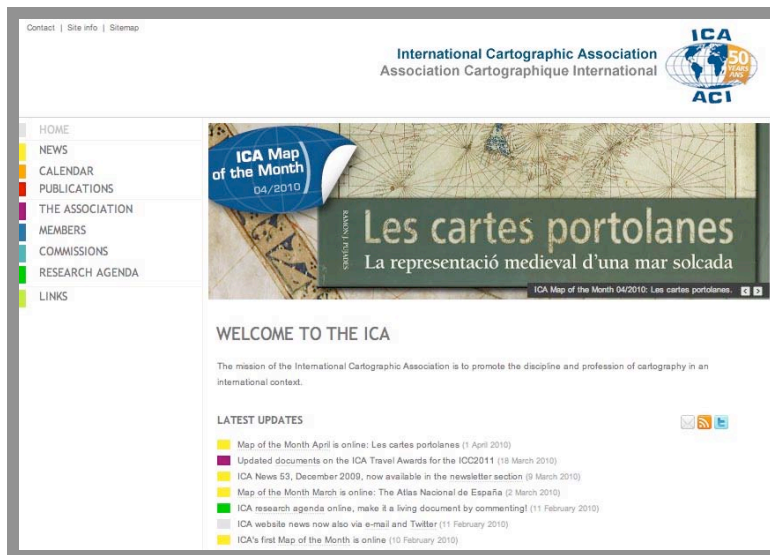 Contact | Site info | Sitemap
ICA
International Cartographic Association
Association Cartographique International
50
YEARS
ANS
ACI
HOME
NEWS
CALENDAR
PUBLICATIONS
THE ASSOCIATION
MEMBERS
COMMISSIONS
RESEARCH AGENDA
LINKS
ICA Map
of the Month
04/2010
RAMON J. PUJADES
Les cartes portolanes
La representació medieval d'una mar solcada
ICA Map of the Month 04/2010: Les cartes portolanes.
WELCOME TO THE ICA
The mission of the International Cartographic Association is to promote the discipline and profession of cartography in an
international context.
LATEST UPDATES
Map of the Month April is online: Les cartes portolanes (1 April 2010)
Updated documents on the ICA Travel Awards for the ICC2011 (18 March 2010)
ICA News 53, December 2009, now available in the newsletter section (9 March 2010)
Map of the Month March is online: The Atlas Nacional de España (2 March 2010)
ICA research agenda online, make it a living document by commenting! (11 February 2010)
ICA website news now also via e-mail and Twitter (11 February 2010)
ICA's first Map of the Month is online (10 February 2010)